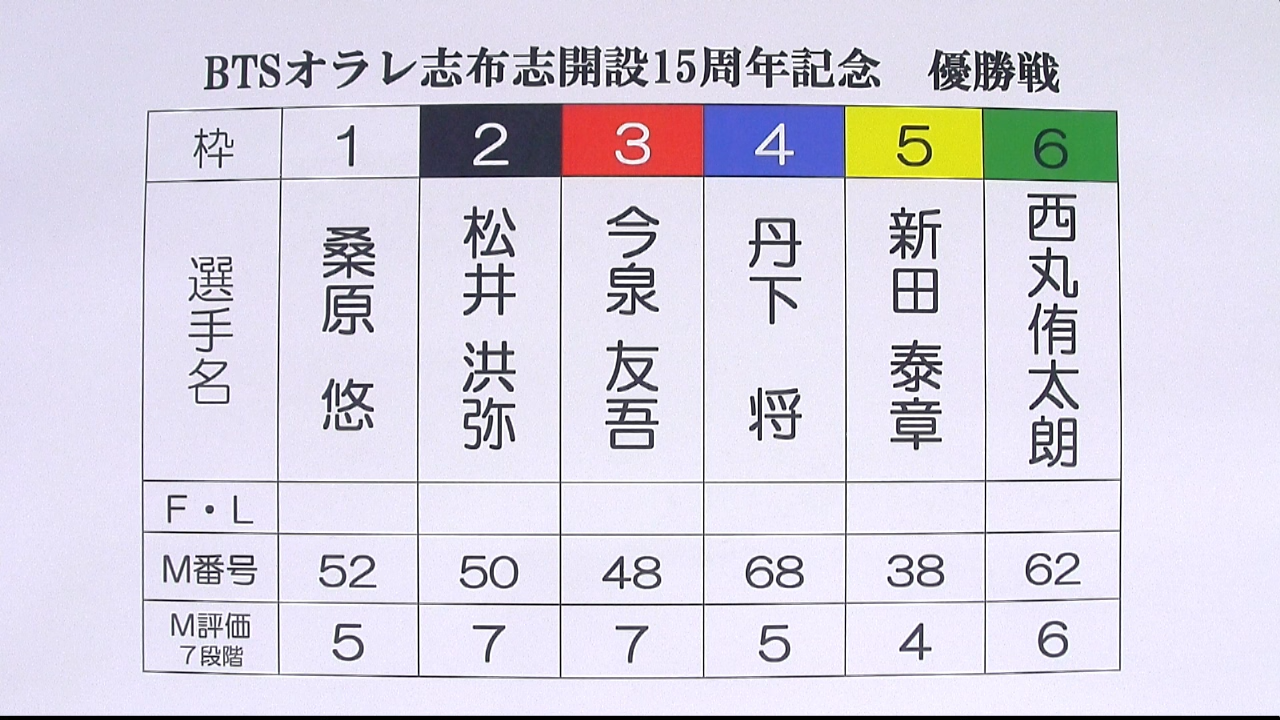 BTSオラレ志布志開設15周年記念　優勝戦
枠 1 2 3 4 5 6
選手名 桑原 悠 松井 洪弥 今泉 友吾 丹下 将 新田 泰章 西丸侑太朗
F・L
M番号 52 50 48 68 38 62
M評価 7段階 5 7 7 5 4 6